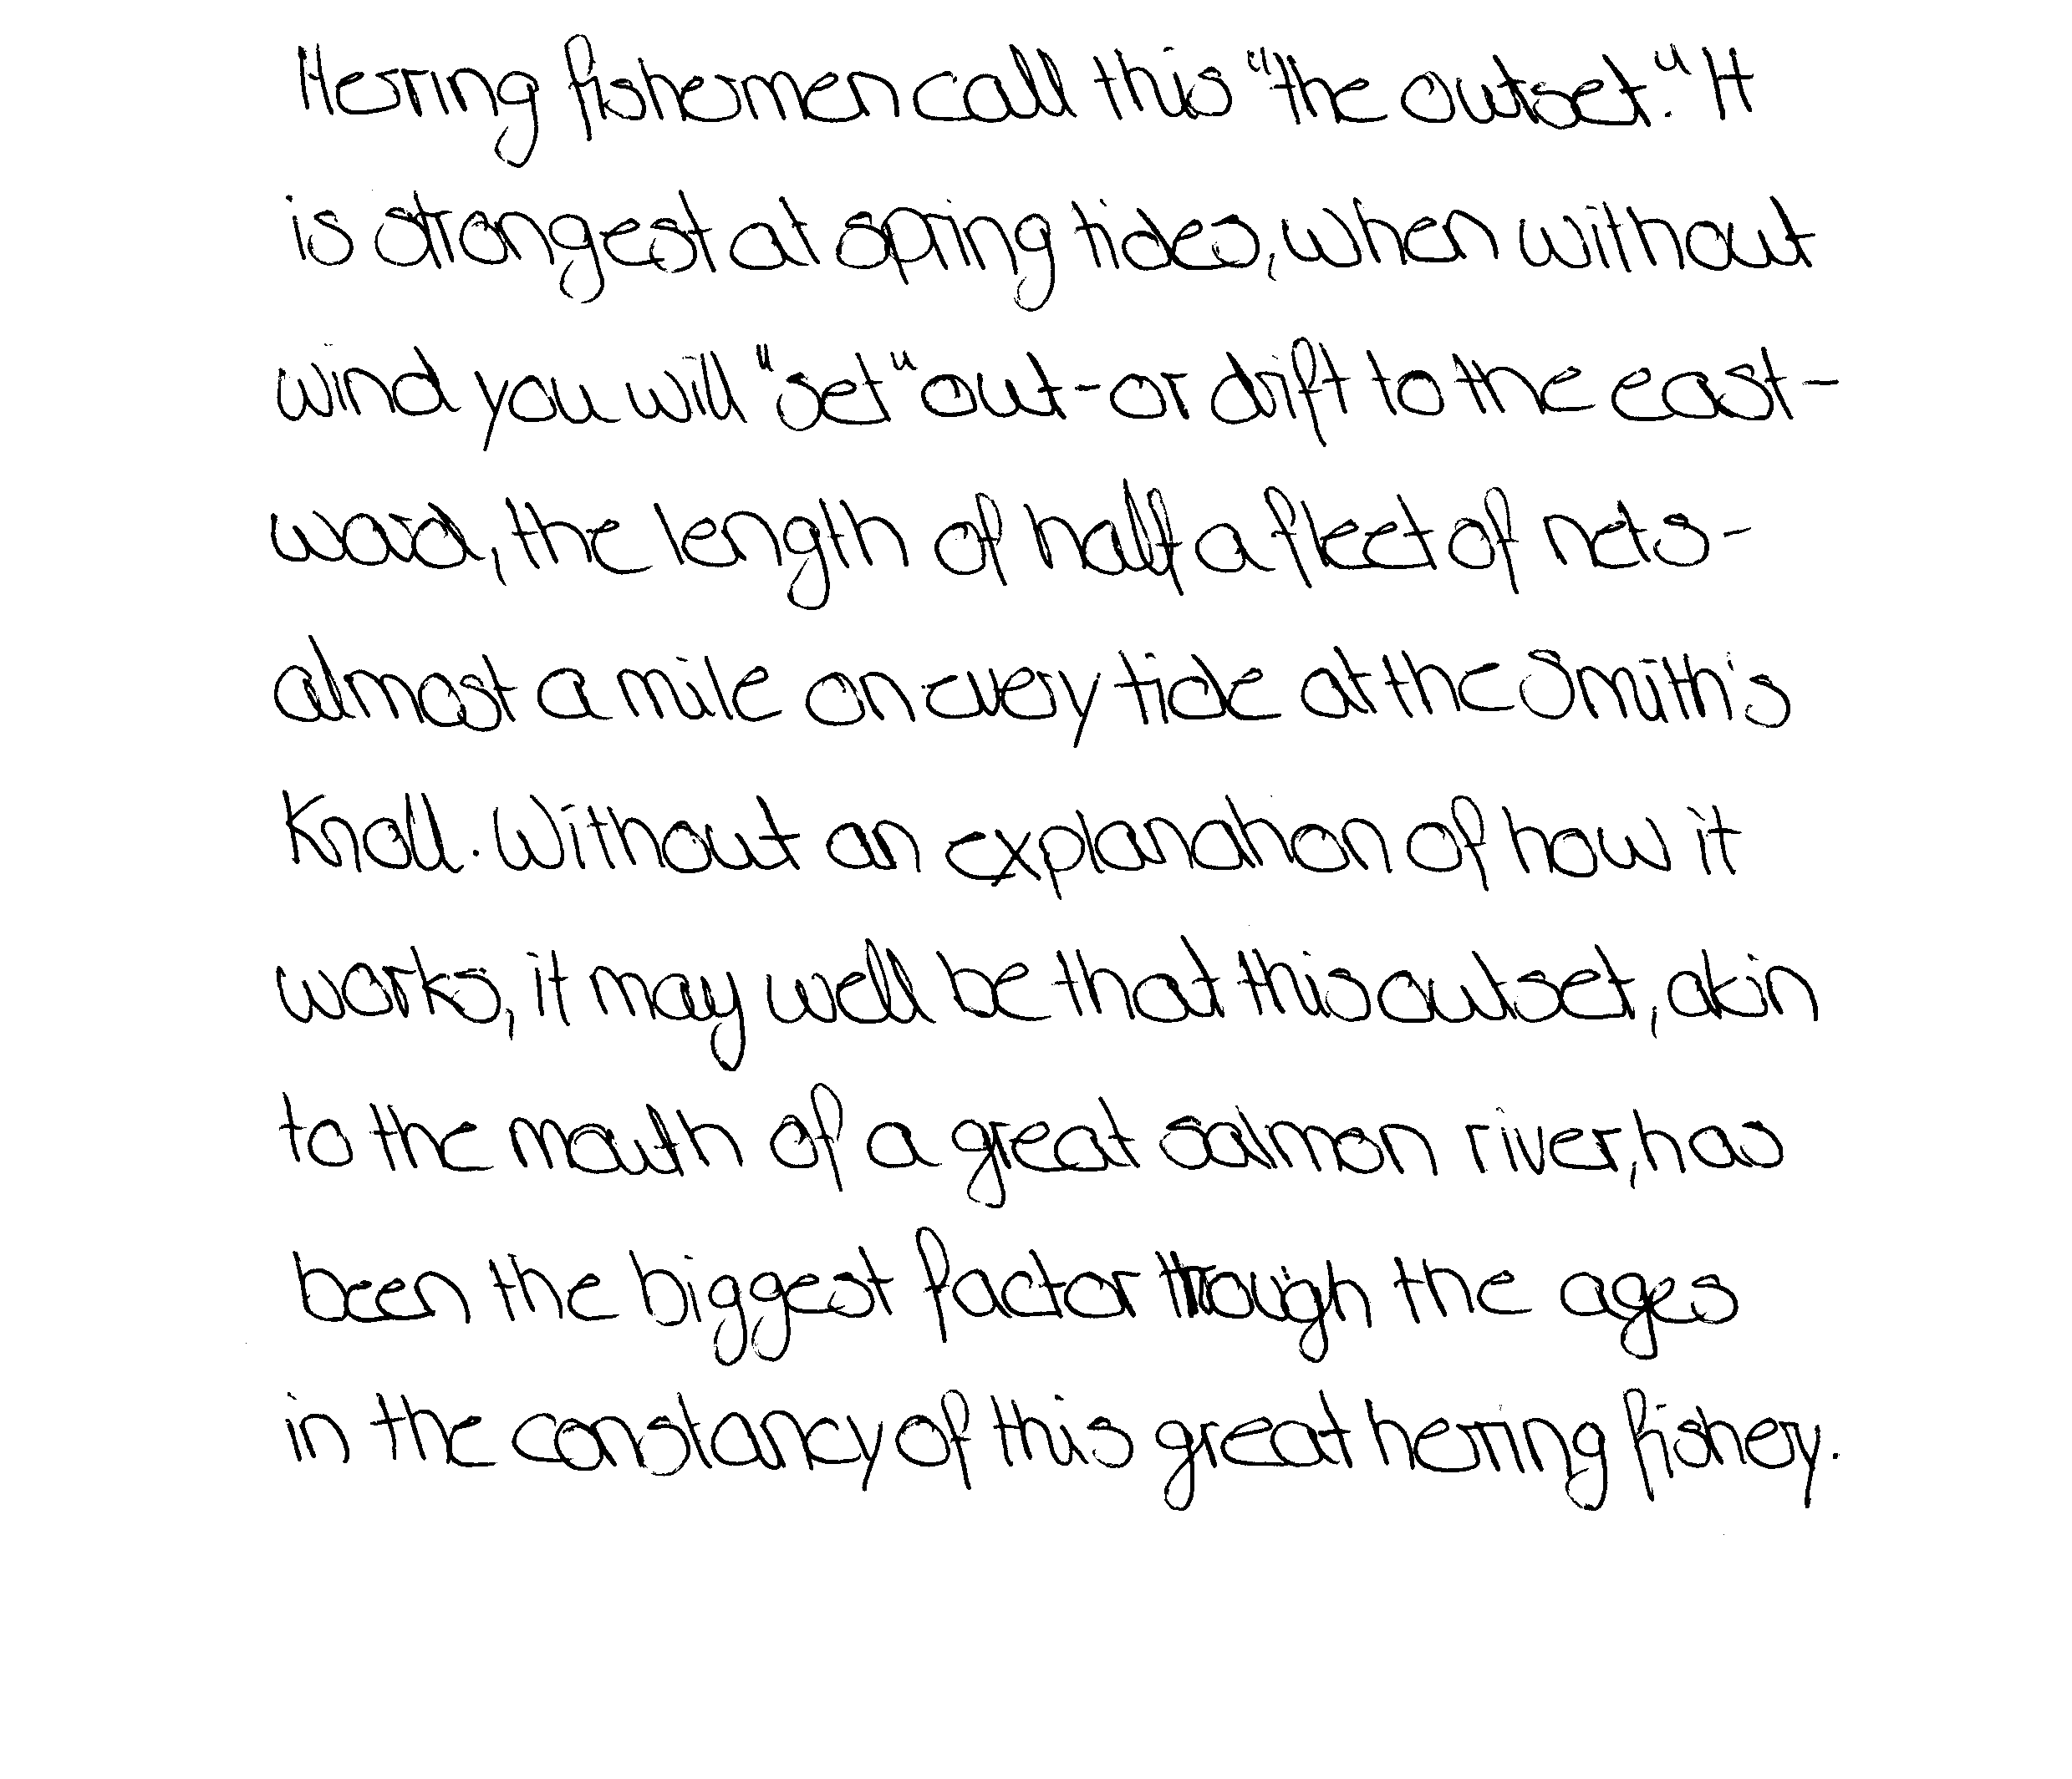 Herring fishermen call this "the outset." It
is strongest at spring tides, when without
wind you will "set" out-or drift to the east-
ward, the length of half a fleet of nets-
almost a mile on every tide at the Smith's
Knoll. Without an explanation of how it
works, it may well be that this outset, akin
to the mouth of a great salmon river, has
been the biggest factor through the ages
in the constancy of this great herring fishery.